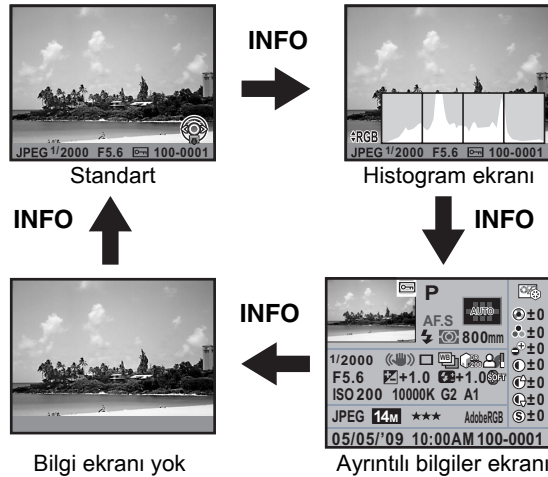 INFO
JPEG 1/2000 F5.6 100-0001
Standart
RGB
JPEG 1/2000 F5.6 100-0001
Histogram ekranı
INFO
INFO
INFO
Bilgi ekranı yok
P
AUTO
AF.S
800mm
1/2000 WB
F5.6 +1.0 +1.0 SOFT
ISO 200 10000K G2 A1
JPEG 14M ★★★ AdobeRGB
±0
±0
±0
±0
±0
±0
S ±0
05/05/'09 10:00AM 100-0001
Ayrıntılı bilgiler ekranı